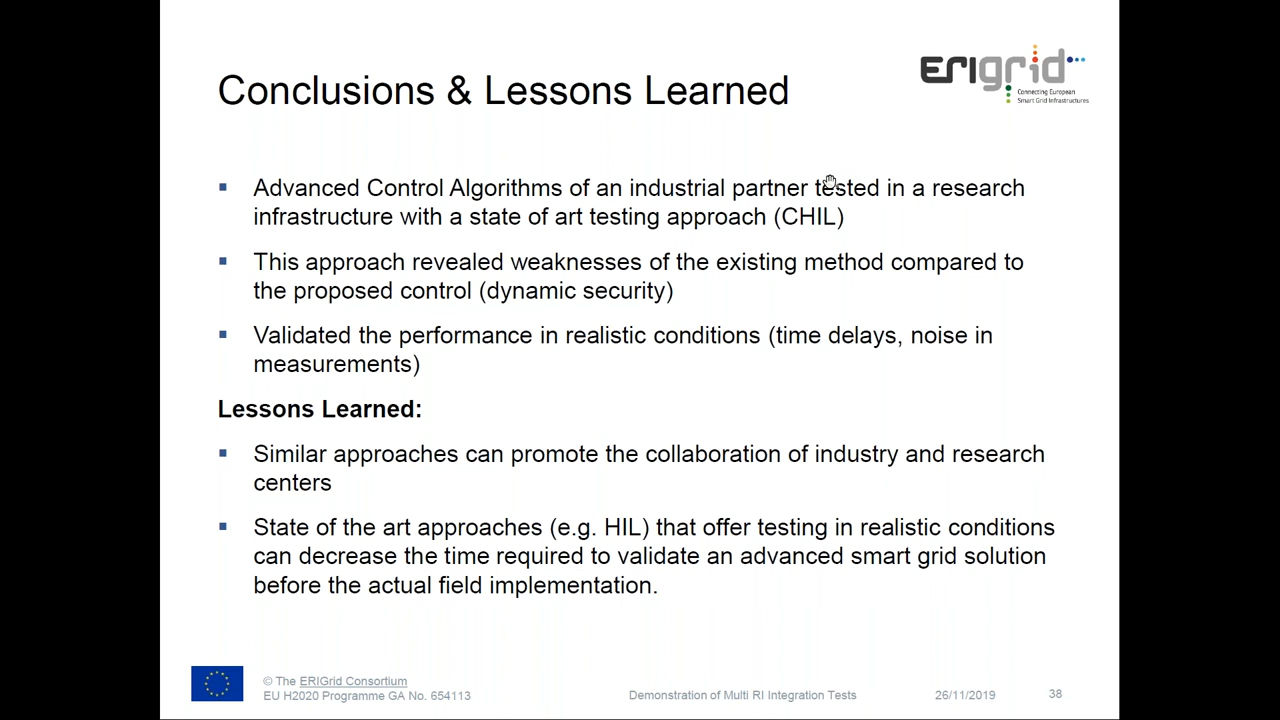 ERIgrid
Connecting European
Smart Grid Infrastructures
Conclusions & Lessons Learned
Advanced Control Algorithms of an industrial partner tested in a research
infrastructure with a state of art testing approach (CHIL)
This approach revealed weaknesses of the existing method compared to
the proposed control (dynamic security)
Validated the performance in realistic conditions (time delays, noise in
measurements)
Lessons Learned:
Similar approaches can promote the collaboration of industry and research
centers
State of the art approaches (e.g. HIL) that offer testing in realistic conditions
can decrease the time required to validate an advanced smart grid solution
before the actual field implementation.
© The ERIGrid Consortium
EU H2020 Programme GA No. 654113
Demonstration of Multi RI Integration Tests
26/11/2019
38